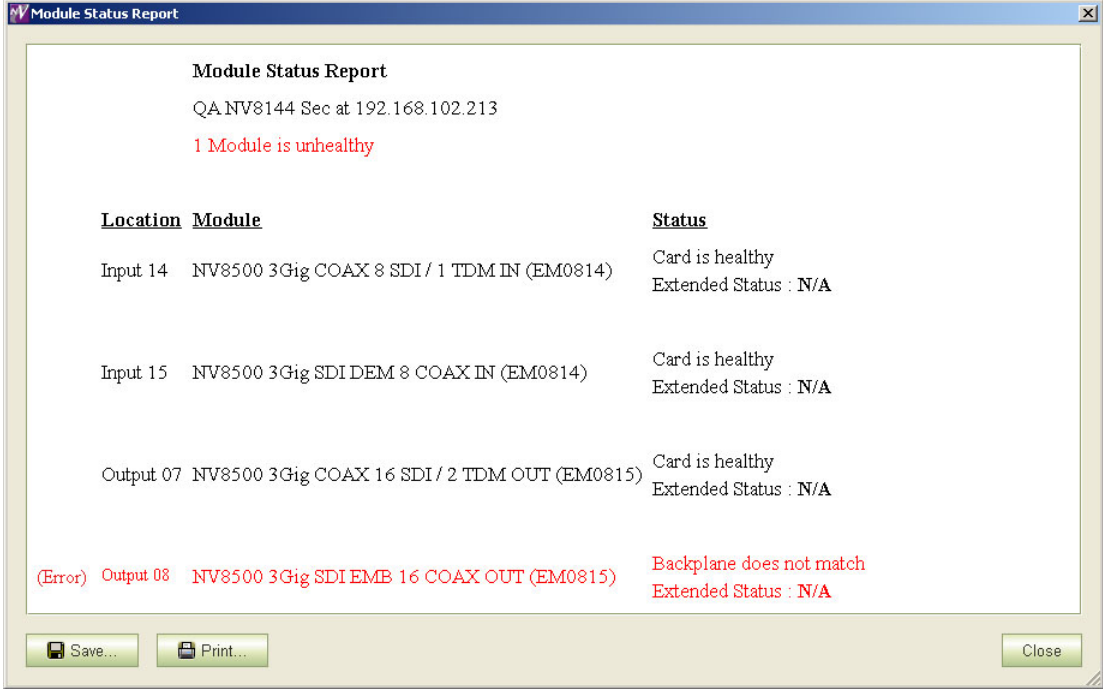 Module Status Report
Module Status Report
QA NV8144 Sec at 192.168.102.213
1 Module is unhealthy
Location Module Status
Input 14 NV8500 3Gig COAX 8 SDI / 1 TDM IN (EM0814) Card is healthy
Extended Status : N/A
Input 15 NV8500 3Gig SDI DEM 8 COAX IN (EM0814) Card is healthy
Extended Status : N/A
Output 07 NV8500 3Gig COAX 16 SDI / 2 TDM OUT (EM0815) Card is healthy
Extended Status : N/A
(Error) Output 08 NV8500 3Gig SDI EMB 16 COAX OUT (EM0815) Backplane does not match
Extended Status : N/A
Save... Print... Close